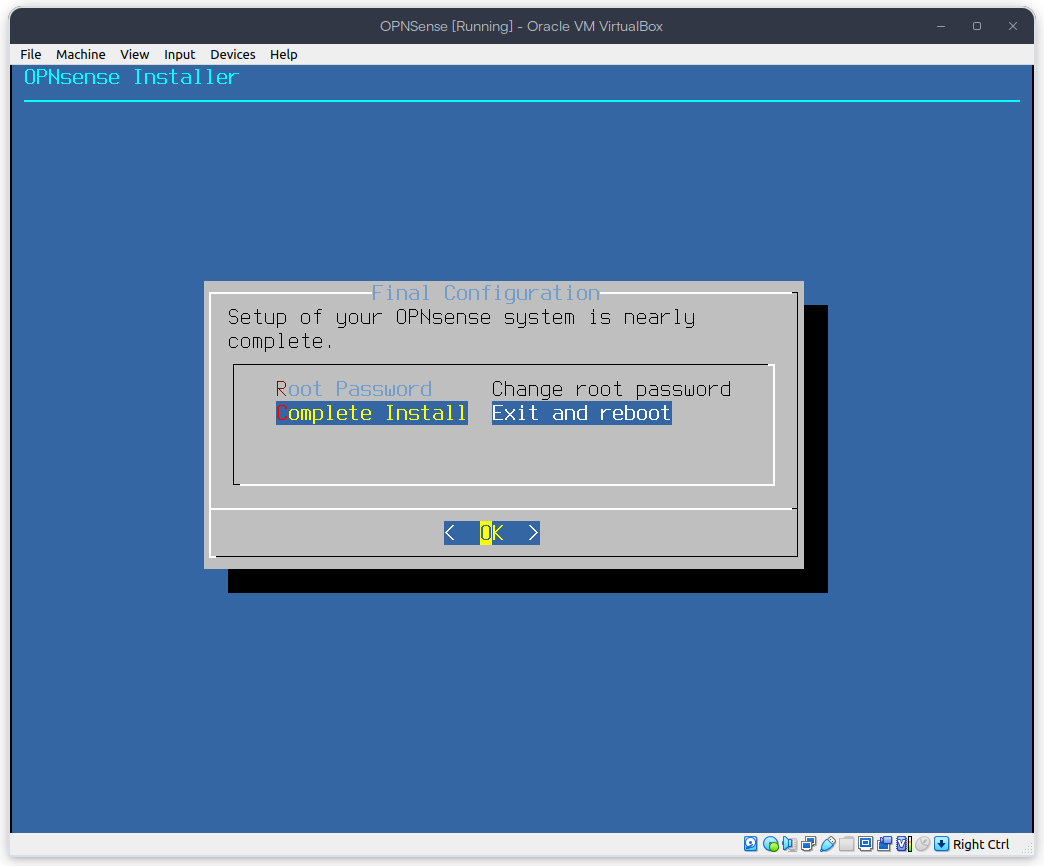 OPNSense [Running] - Oracle VM VirtualBox
File Machine View Input Devices Help
OPNsense Installer
Final Configuration
Setup of your OPNsense system is nearly
complete.
Root Password Change root password
Complete Install Exit and reboot
< OK >
Right Ctrl